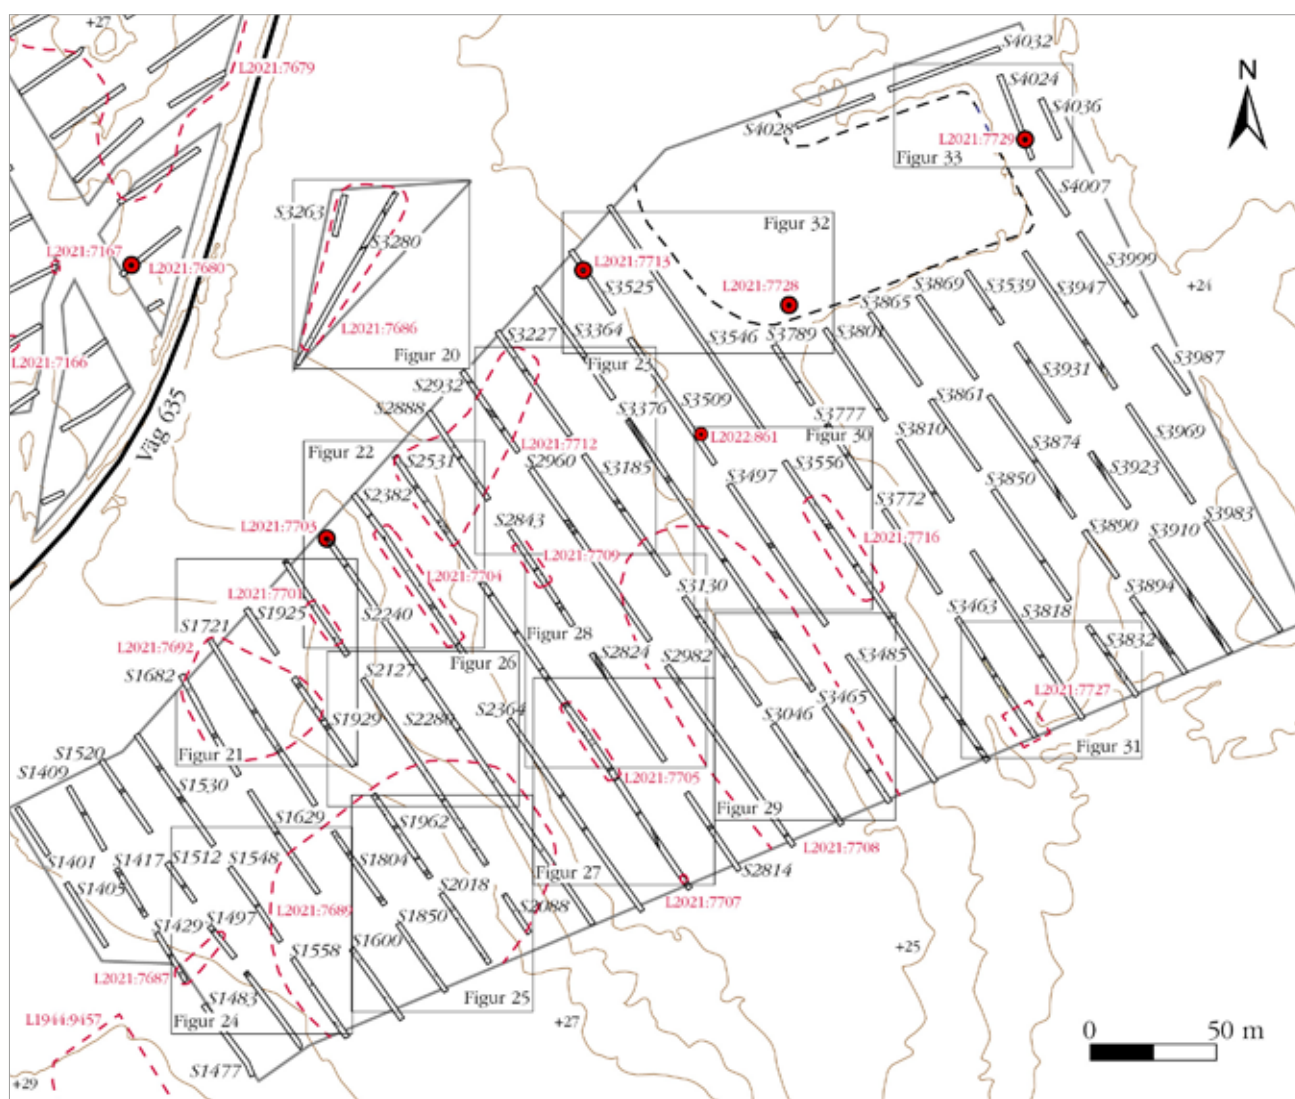 +27
S4032
L2021:7679
S4024
N
S4036
S4028
L2021:7729
Figur 33
S4007
S3263
Figur 32
S3280
L2021:7167
L2021:7680
L2021:7713
S3999
S3869
S3539
S3947
+24
S3525
L2021:7728
S3865
L2021:7686
S3364
S3227
S3546
S3789
S3801
L2021:7166
Figur 20
Figur 23
S3987
S2932
S3931
S2888
S3376
S3509
S3861
Väg 635
S3777
S3969
L2022:861
Figur 30
S3810
S3874
Figur 22
L2021:7712
S2531
S2960
S3185
S3497
S3556
S3923
S2382
S3850
S3772
L2021:7703
S2843
S3890
S3910
S3983
L2021:7716
L2021:7709
L2021:7704
L2021:7701
S3130
S3894
S1925
S2240
S3463
S3818
S1721
Figur 28
S3832
L2021:7692
Figur 26
S2824
S2982
S3485
S1682
S2127
L2021:7727
S3465
S2364
S1929
S2280
S3046
Figur 21
Figur 31
S1520
S1409
L2021:7705
S1530
Figur 29
S1629
S1962
L2021:7708
S1401
S1417
S1512
S1548
S1804
Figur 27
S2814
S1405
S2018
L2021:7707
L2021:7689
S2088
S1429
S1497
S1850
S1558
S1600
+25
L2021:7687
S1483
Figur 25
L1944:9457
Figur 24
+27
0 50 m
S1477
+29